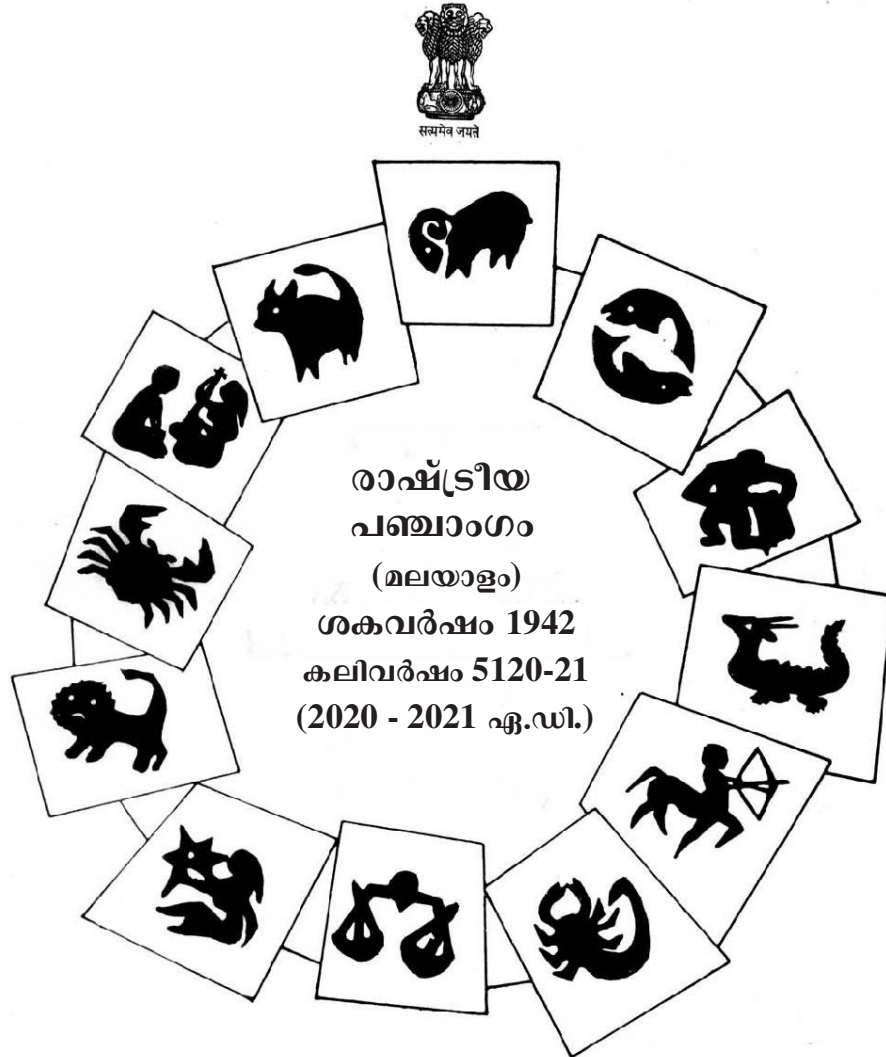 सत्यमेव जयते
രാഷ്ട്രീയ
പഞ്ചാംഗം
(മലയാളം)
ശകവർഷം 1942
കലിവർഷം 5120-21
(2020 - 2021 ഏ.ഡി.)